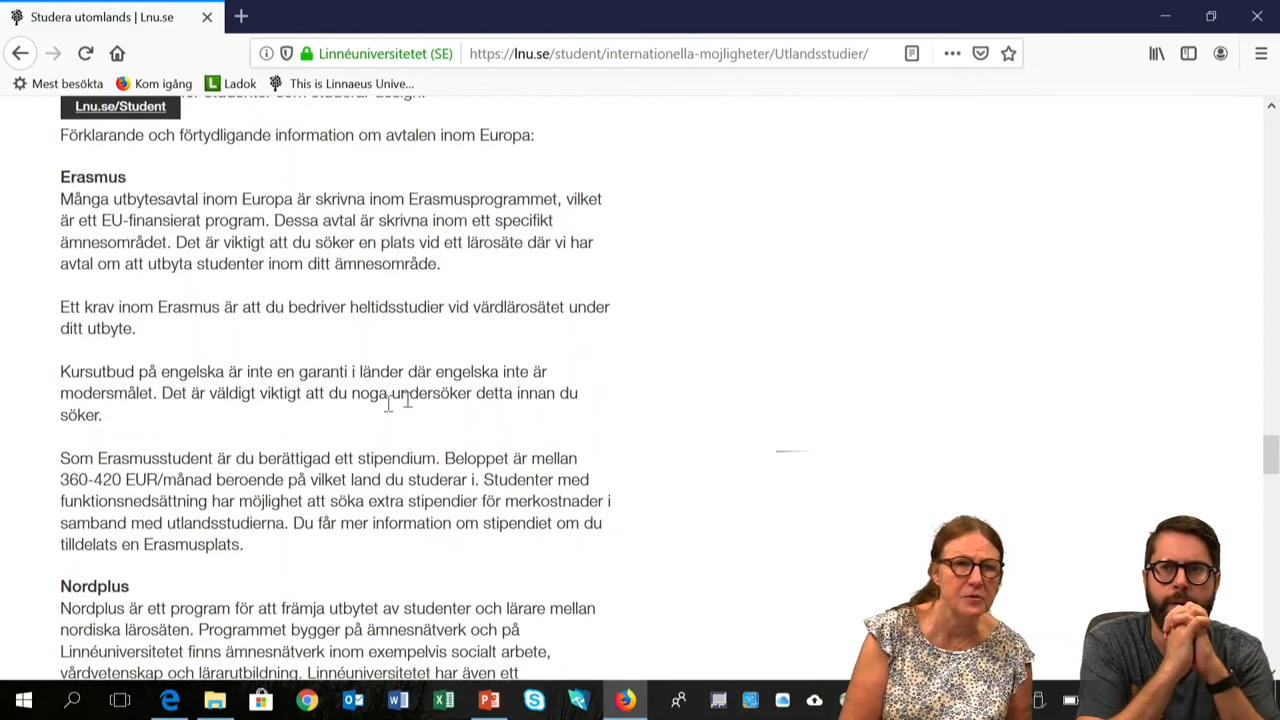 Studera utomlands | Lnu.se
Linnéuniversitetet (SE)
https://lnu.se/student/internationella-mojligheter/Utlandsstudier/
Mest besökta
Kom igång
Ladok
This is Linnaeus Unive...
Lnu.se/Student
Förklarande och förtydligande information om avtalen inom Europa:
Erasmus
Många utbytesavtal inom Europa är skrivna inom Erasmusprogrammet, vilket
är ett EU-finansierat program. Dessa avtal är skrivna inom ett specifikt
ämnesområdet. Det är viktigt att du söker en plats vid ett lärosäte där vi har
avtal om att utbyta studenter inom ditt ämnesområde.
Ett krav inom Erasmus är att du bedriver heltidsstudier vid värdlärosätet under
ditt utbyte.
Kursutbud på engelska är inte en garanti i länder där engelska inte är
modersmålet. Det är väldigt viktigt att du noga undersöker detta innan du
söker.
Som Erasmusstudent är du berättigad ett stipendium. Beloppet är mellan
360-420 EUR/månad beroende på vilket land du studerar i. Studenter med
funktionsnedsättning har möjlighet att söka extra stipendier för merkostnader i
samband med utlandsstudierna. Du får mer information om stipendiet om du
tilldelats en Erasmusplats.
Nordplus
Nordplus är ett program för att främja utbytet av studenter och lärare mellan
nordiska lärosäten. Programmet bygger på ämnesnätverk och på
Linnéuniversitetet finns ämnesnätverk inom exempelvis socialt arbete,
vårdvetenskap och lärarutbildning. Linnéuniversitetet har även ett